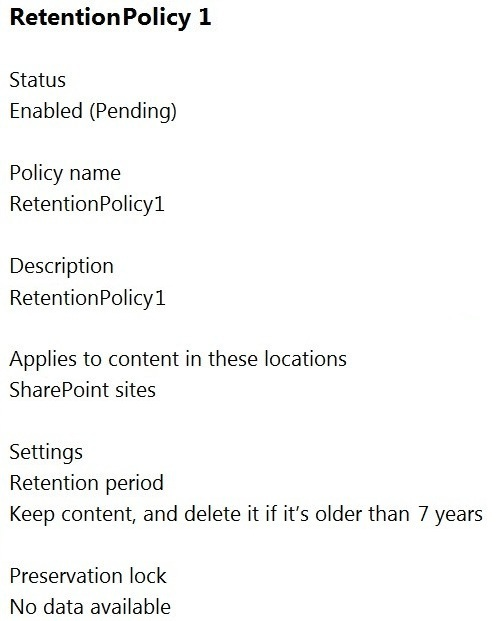 RetentionPolicy 1
Status
Enabled (Pending)
Policy name
RetentionPolicy1
Description
RetentionPolicy1
Applies to content in these locations
SharePoint sites
Settings
Retention period
Keep content, and delete it if it’s older than 7 years
Preservation lock
No data available